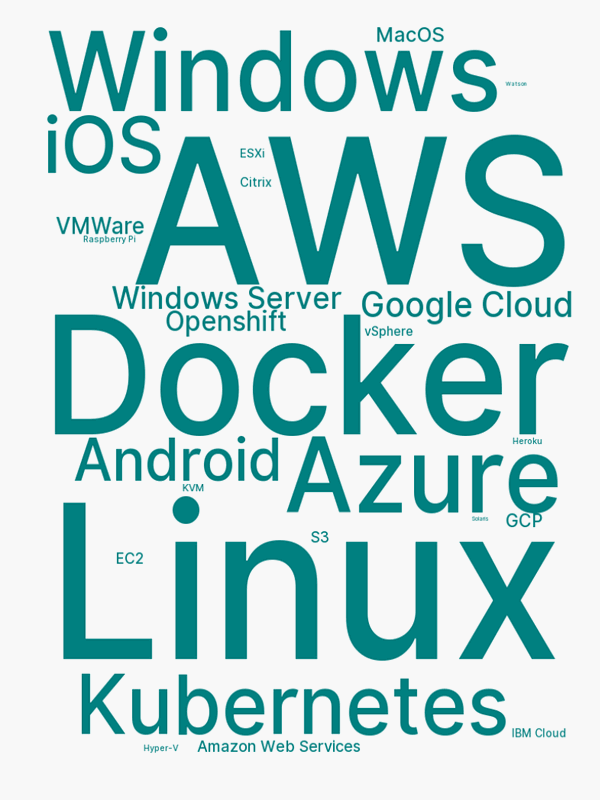 MacOS
Windows
Watson
iOS
AWS
ESXi
Citrix
VMWare
Raspberry Pi
Windows Server
Google Cloud
Openshift
vSphere
Docker
Android
Heroku
Azure
KVM
Solaris
GCP
Linux
S3
EC2
Kubernetes
IBM Cloud
Hyper-V
Amazon Web Services